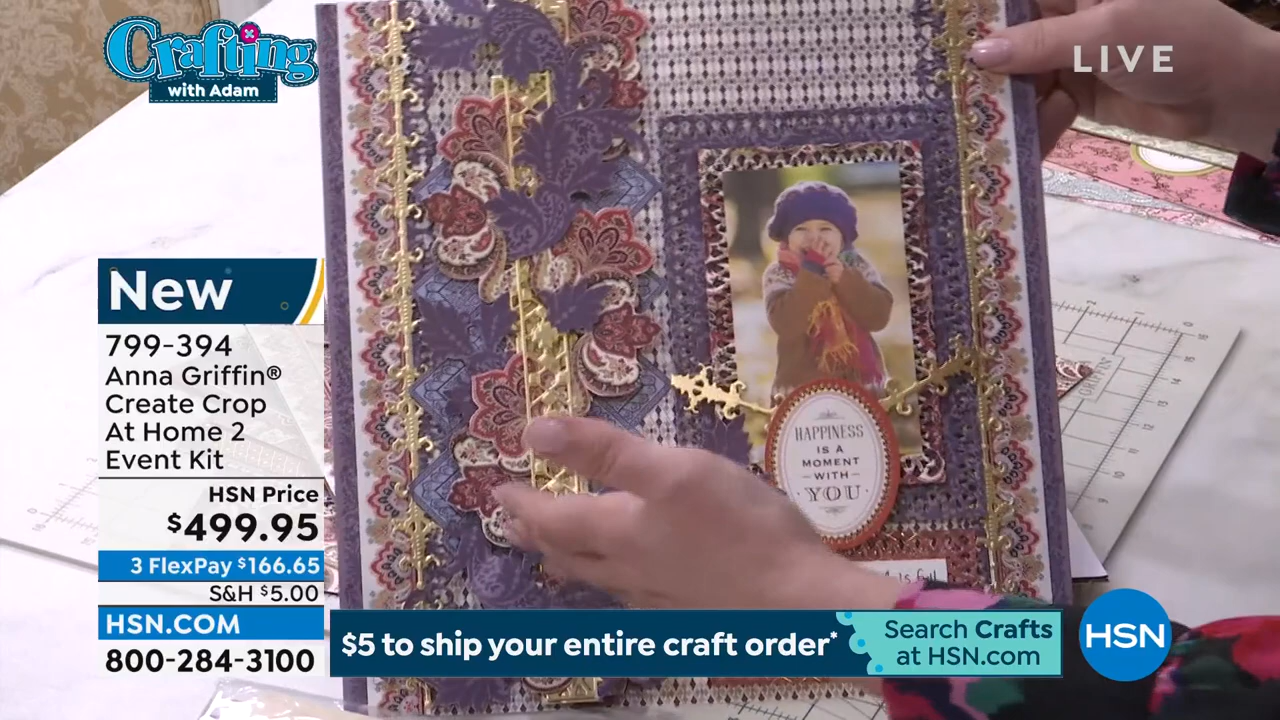 Crafting
with Adam
LIVE
New
799-394
Anna Griffin®
Create Crop
At Home 2
Event Kit
HSN Price
$499.95
3 FlexPay $166.65
S&H $5.00
HSN.COM
800-284-3100
HAPPINESS
IS A
MOMENT
WITH
YOU
GRIFFIN
$5 to ship your entire craft order*
Search Crafts
at HSN.com
HSN